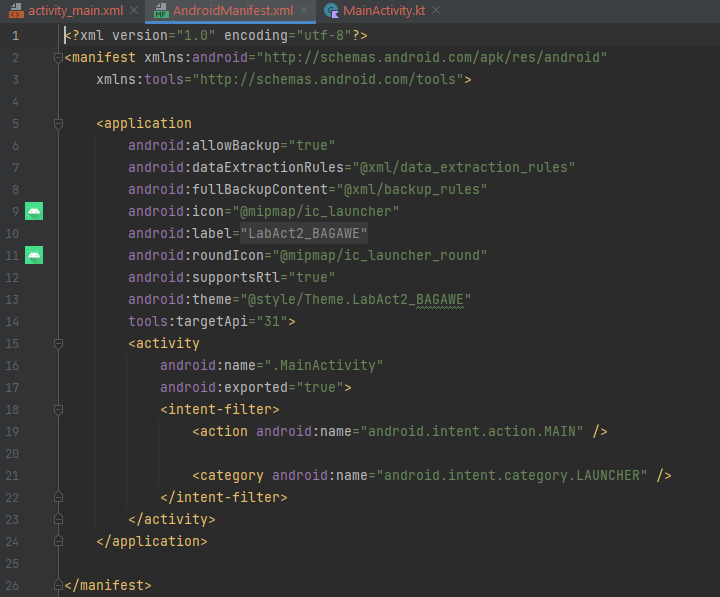 activity_main.xml AndroidManifest.xml MainActivity.kt
1 <?xml version="1.0" encoding="utf-8"?>
2 <manifest xmlns:android="http://schemas.android.com/apk/res/android"
3 xmlns:tools="http://schemas.android.com/tools">
4
5 <application
6 android:allowBackup="true"
7 android:dataExtractionRules="@xml/data_extraction_rules"
8 android:fullBackupContent="@xml/backup_rules"
9 android:icon="@mipmap/ic_launcher"
10 android:label="LabAct2_BAGAWE"
11 android:roundIcon="@mipmap/ic_launcher_round"
12 android:supportsRtl="true"
13 android:theme="@style/Theme.LabAct2_BAGAWE"
14 tools:targetApi="31">
15 <activity
16 android:name=".MainActivity"
17 android:exported="true">
18 <intent-filter>
19 <action android:name="android.intent.action.MAIN" />
20
21 <category android:name="android.intent.category.LAUNCHER" />
22 </intent-filter>
23 </activity>
24 </application>
25
26 </manifest>